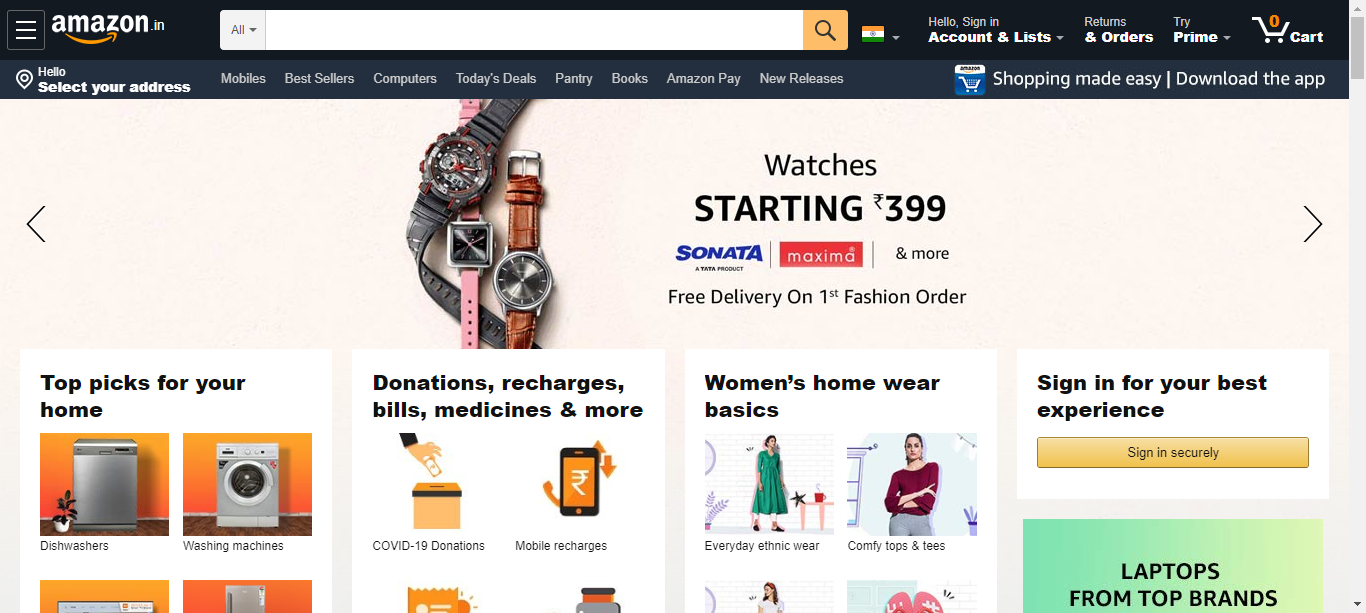 amazon.in
All
Hello, Sign in
Account & Lists
Returns
& Orders
Try
Prime
0
Cart
Hello
Select your address
Mobiles
Best Sellers
Computers
Today's Deals
Pantry
Books
Amazon Pay
New Releases
amazon
Shopping made easy | Download the app
Watches
STARTING ₹399
SONATA
A TATA PRODUCT
maxima®
& more
Free Delivery On 1st Fashion Order
Top picks for your
home
Dishwashers
Washing machines
Donations, recharges,
bills, medicines & more
₹
COVID-19 Donations
Mobile recharges
Women’s home wear
basics
Everyday ethnic wear
Comfy tops & tees
Sign in for your best
experience
Sign in securely
LAPTOPS
FROM TOP BRANDS